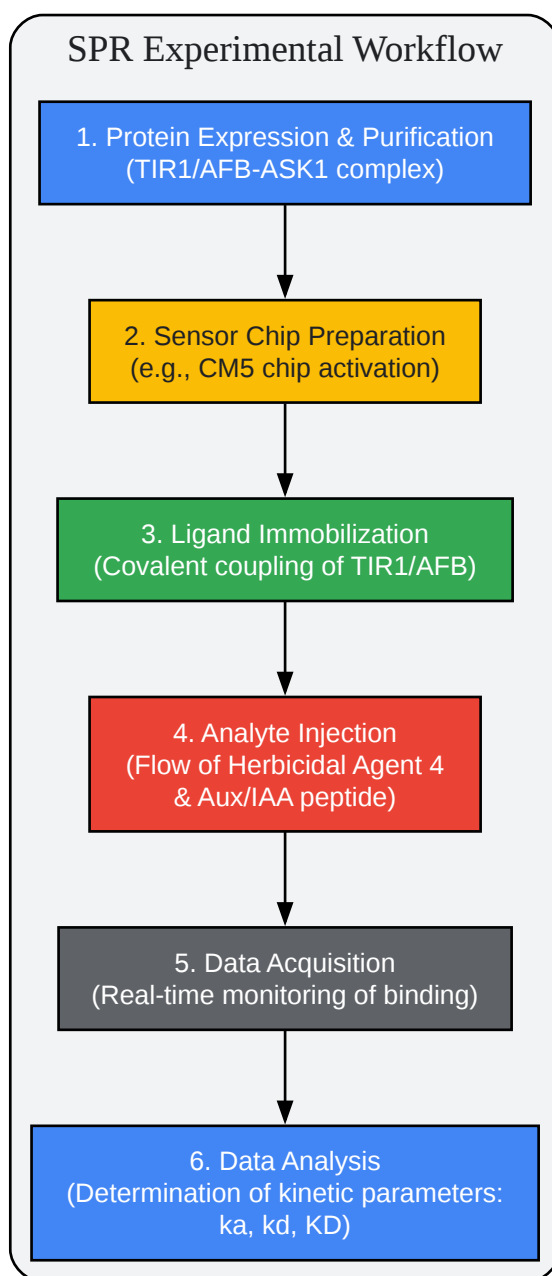 SPR Experimental Workflow
1. Protein Expression & Purification
(TIR1/AFB-ASK1 complex)
2. Sensor Chip Preparation
(e.g., CM5 chip activation)
3. Ligand Immobilization
(Covalent coupling of TIR1/AFB)
4. Analyte Injection
(Flow of Herbicidal Agent 4
& Aux/IAA peptide)
5. Data Acquisition
(Real-time monitoring of binding)
6. Data Analysis
(Determination of kinetic parameters:
ka, kd, KD)